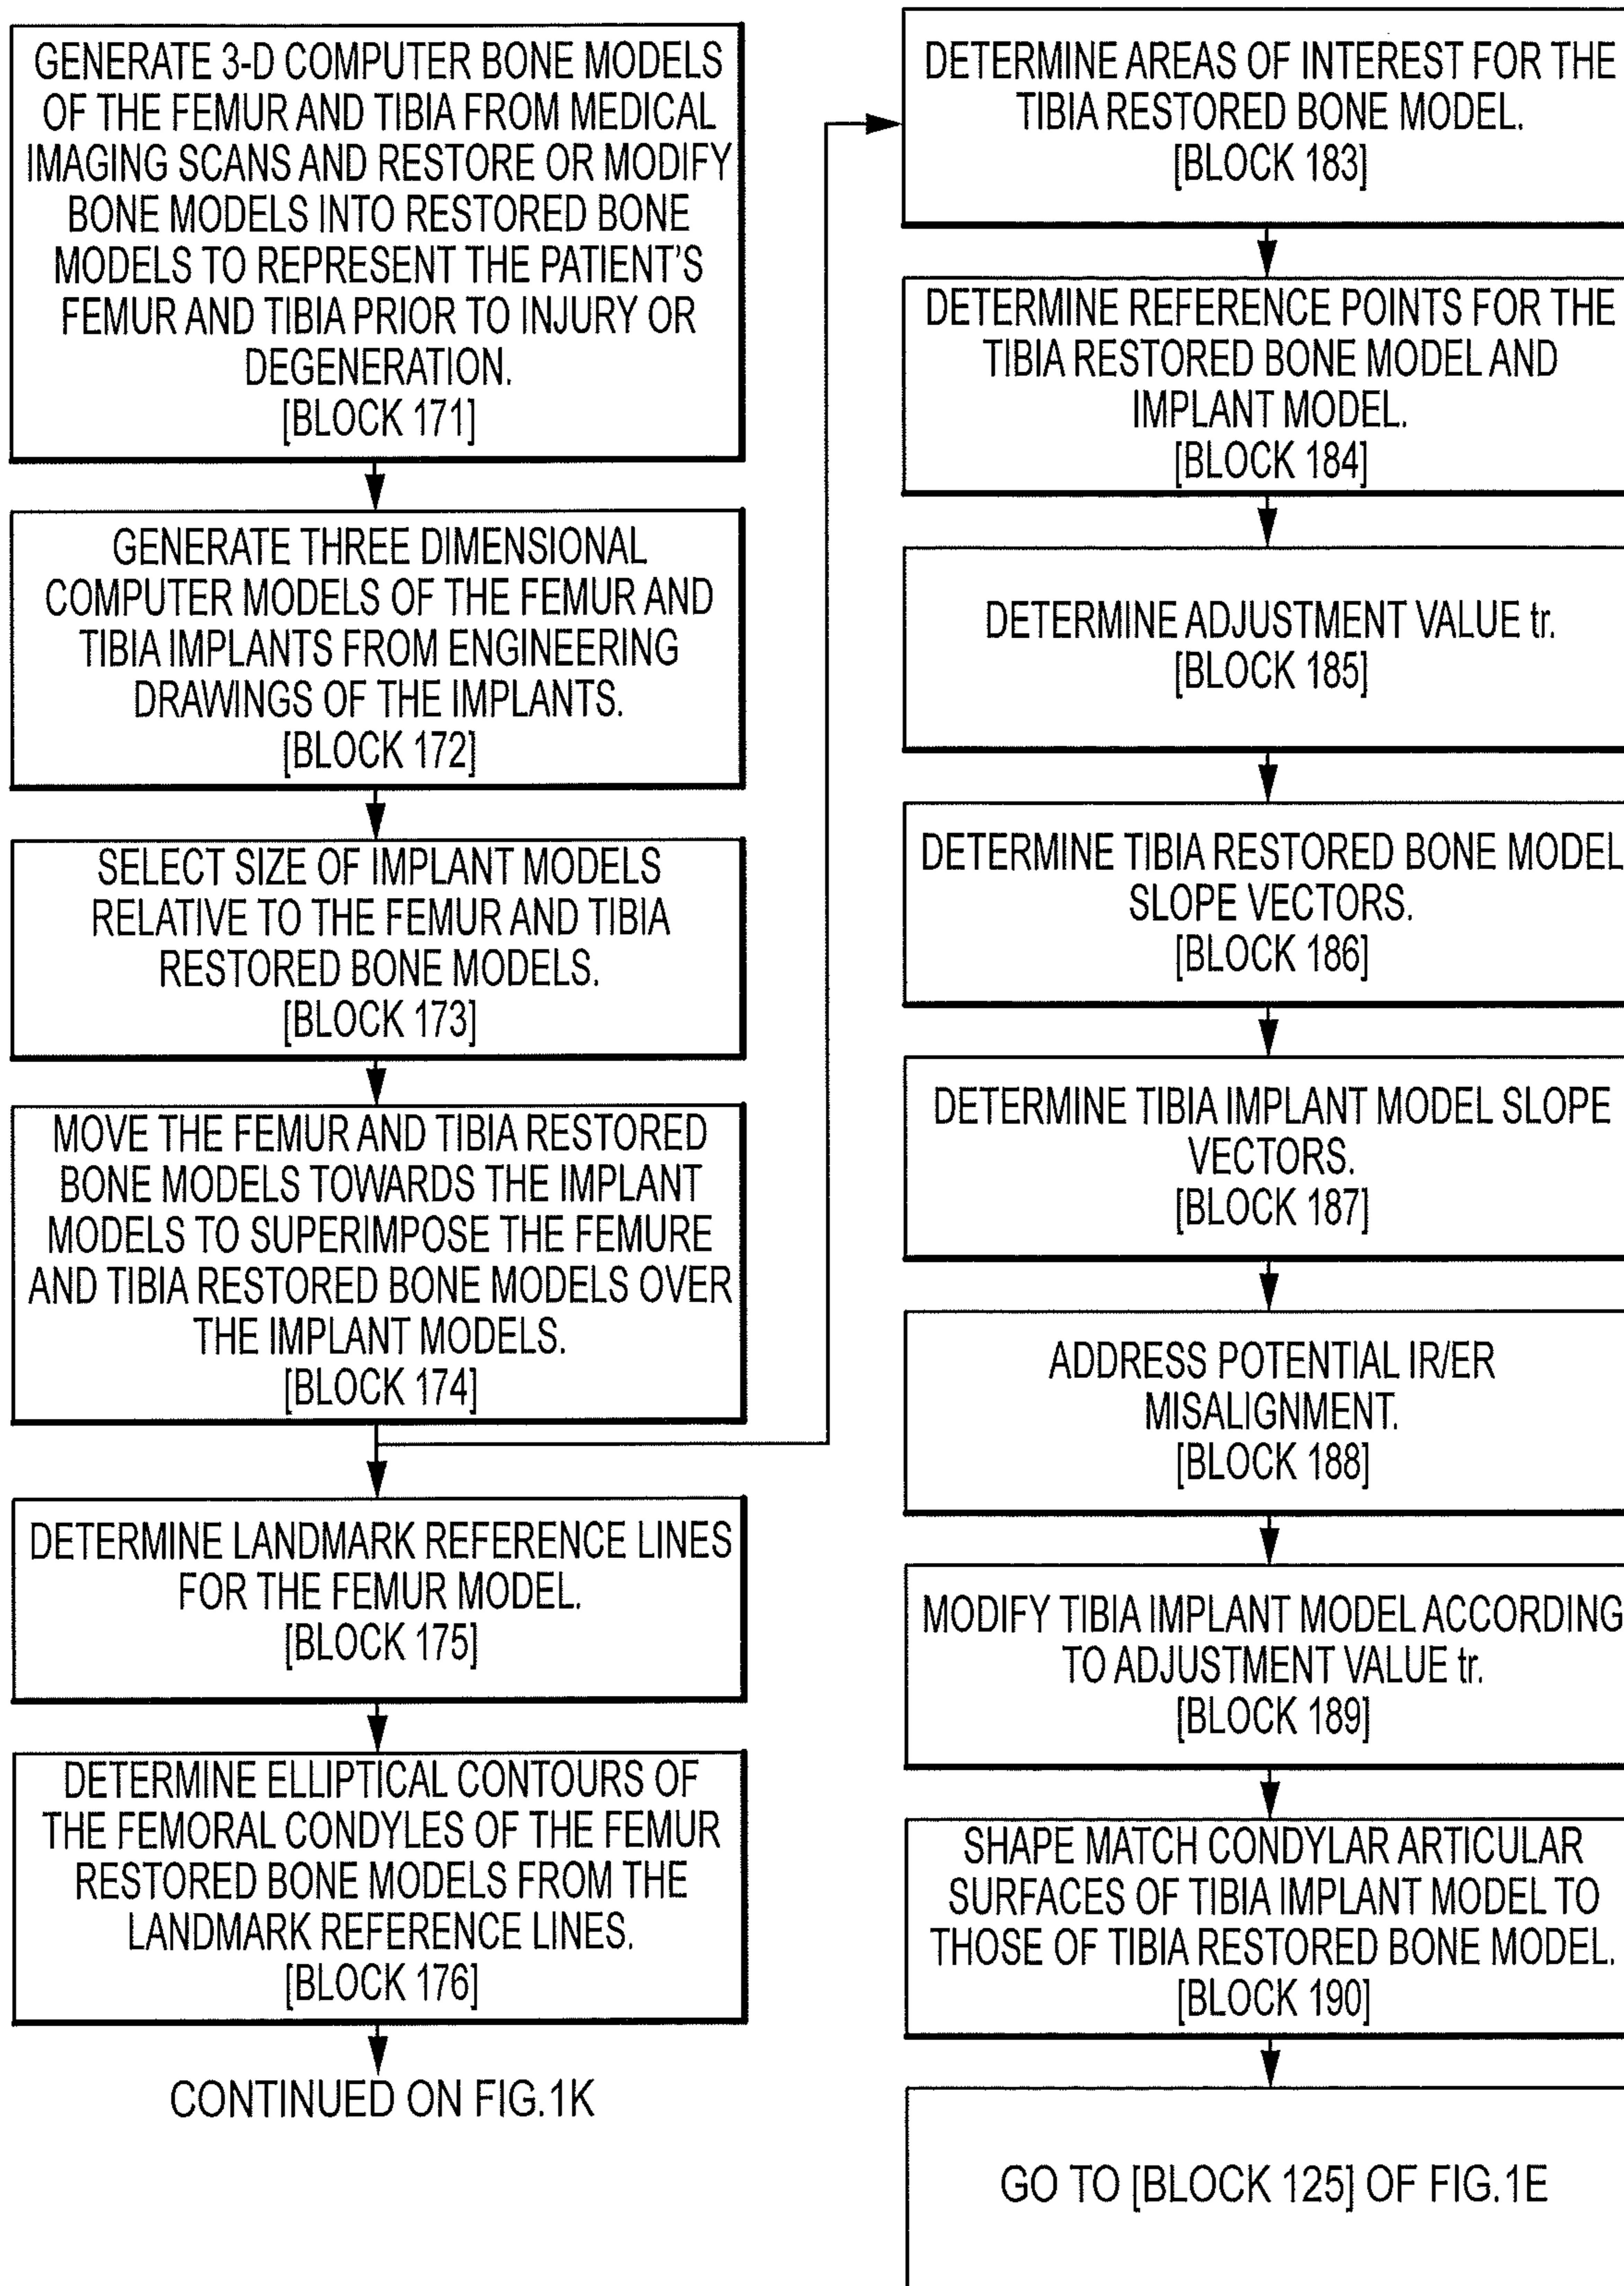 GENERATE 3-D COMPUTER BONE MODELS
OF THE FEMUR AND TIBIA FROM MEDICAL
IMAGING SCANS AND RESTORE OR MODIFY
BONE MODELS INTO RESTORED BONE
MODELS TO REPRESENT THE PATIENT'S
FEMUR AND TIBIA PRIOR TO INJURY OR
DEGENERATION.
[BLOCK 171]
GENERATE THREE DIMENSIONAL
COMPUTER MODELS OF THE FEMUR AND
TIBIA IMPLANTS FROM ENGINEERING
DRAWINGS OF THE IMPLANTS.
[BLOCK 172]
SELECT SIZE OF IMPLANT MODELS
RELATIVE TO THE FEMUR AND TIBIA
RESTORED BONE MODELS.
[BLOCK 173]
MOVE THE FEMUR AND TIBIA RESTORED
BONE MODELS TOWARDS THE IMPLANT
MODELS TO SUPERIMPOSE THE FEMURE
AND TIBIA RESTORED BONE MODELS OVER
THE IMPLANT MODELS.
[BLOCK 174]
DETERMINE LANDMARK REFERENCE LINES
FOR THE FEMUR MODEL.
[BLOCK 175]
DETERMINE ELLIPTICAL CONTOURS OF
THE FEMORAL CONDYLES OF THE FEMUR
RESTORED BONE MODELS FROM THE
LANDMARK REFERENCE LINES.
[BLOCK 176]
CONTINUED ON FIG.1K
DETERMINE AREAS OF INTEREST FOR THE
TIBIA RESTORED BONE MODEL.
[BLOCK 183]
DETERMINE REFERENCE POINTS FOR THE
TIBIA RESTORED BONE MODEL AND
IMPLANT MODEL.
[BLOCK 184]
DETERMINE ADJUSTMENT VALUE tr.
[BLOCK 185]
DETERMINE TIBIA RESTORED BONE MODEL
SLOPE VECTORS.
[BLOCK 186]
DETERMINE TIBIA IMPLANT MODEL SLOPE
VECTORS.
[BLOCK 187]
ADDRESS POTENTIAL IR/ER
MISALIGNMENT.
[BLOCK 188]
MODIFY TIBIA IMPLANT MODEL ACCORDING
TO ADJUSTMENT VALUE tr.
[BLOCK 189]
SHAPE MATCH CONDYLAR ARTICULAR
SURFACES OF TIBIA IMPLANT MODEL TO
THOSE OF TIBIA RESTORED BONE MODEL.
[BLOCK 190]
GO TO [BLOCK 125] OF FIG.1E